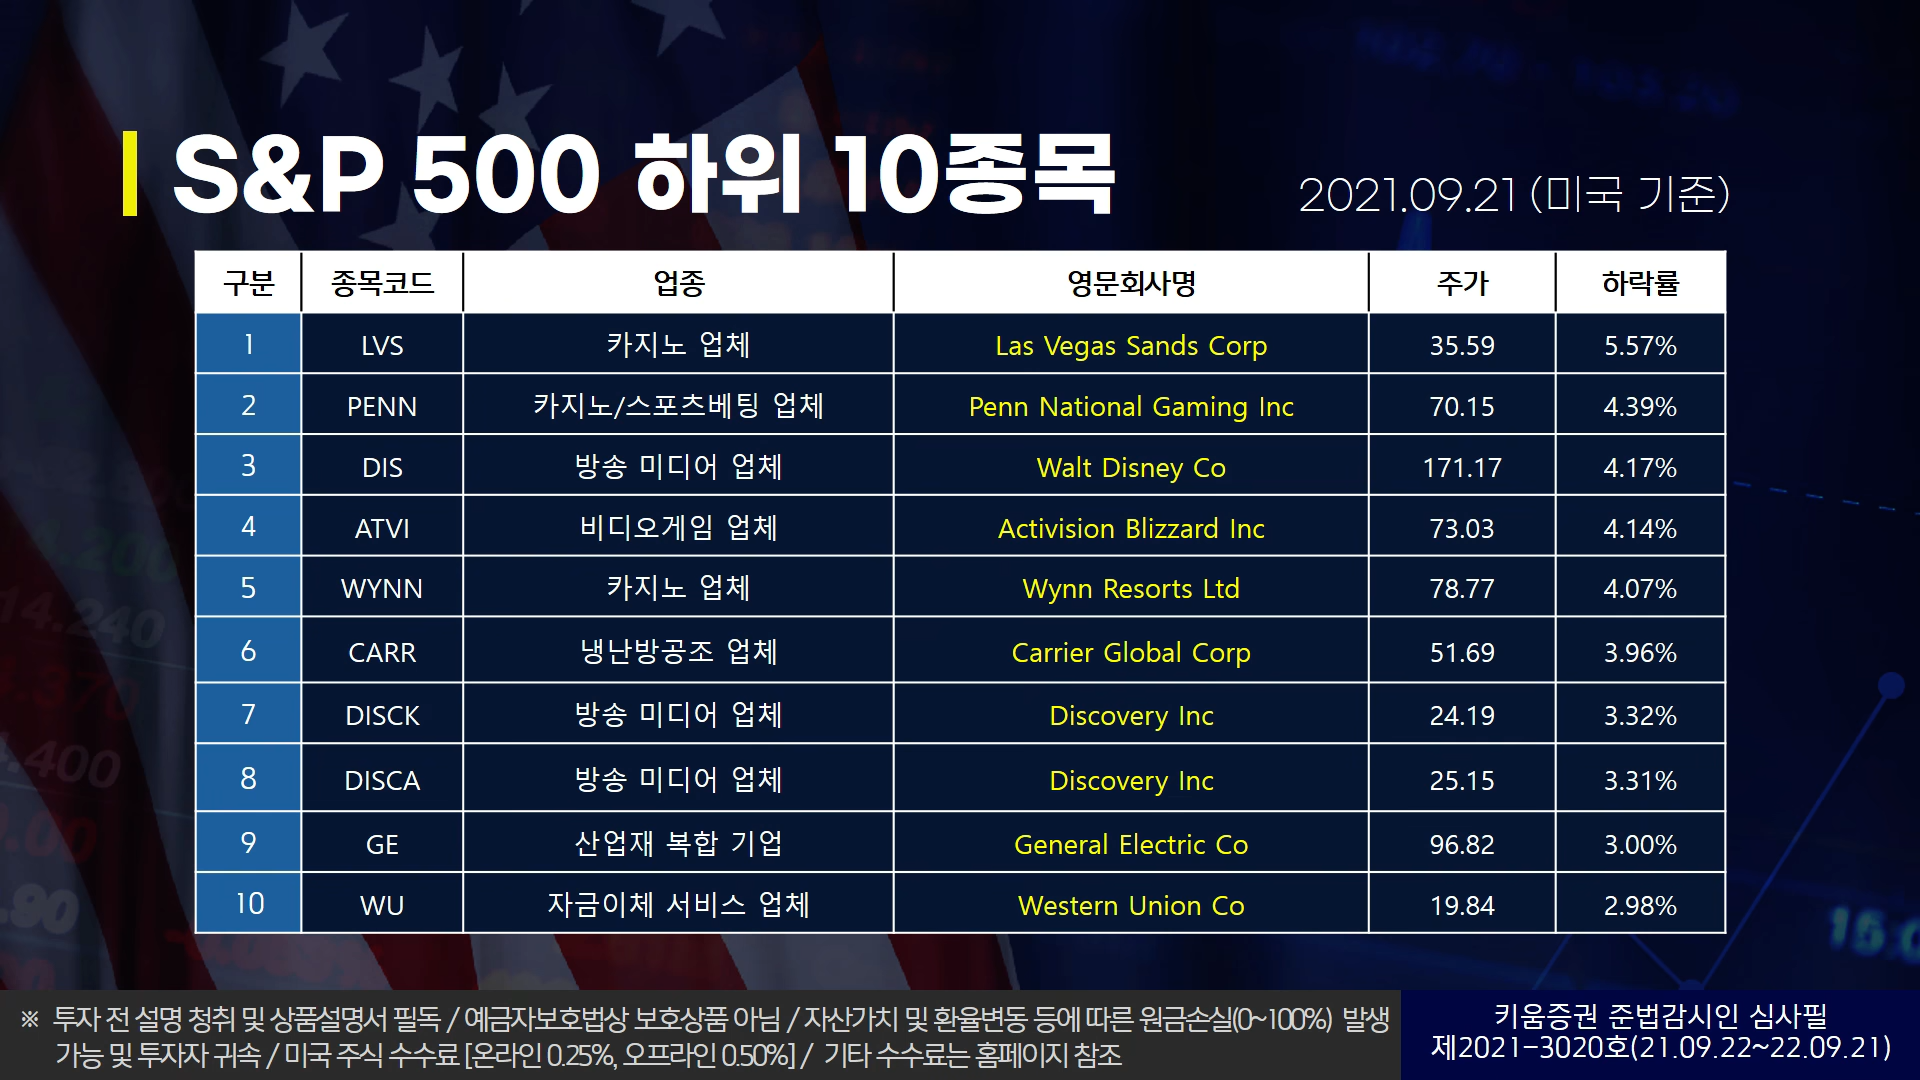 S&P 500 하위 10종목
2021.09.21 (미국 기준)
구분 종목코드 업종 영문회사명 주가 하락률
1 LVS 카지노 업체 Las Vegas Sands Corp 35.59 5.57%
2 PENN 카지노/스포츠베팅 업체 Penn National Gaming Inc 70.15 4.39%
3 DIS 방송 미디어 업체 Walt Disney Co 171.17 4.17%
4 ATVI 비디오게임 업체 Activision Blizzard Inc 73.03 4.14%
5 WYNN 카지노 업체 Wynn Resorts Ltd 78.77 4.07%
6 CARR 냉난방공조 업체 Carrier Global Corp 51.69 3.96%
7 DISCK 방송 미디어 업체 Discovery Inc 24.19 3.32%
8 DISCA 방송 미디어 업체 Discovery Inc 25.15 3.31%
9 GE 산업재 복합 기업 General Electric Co 96.82 3.00%
10 WU 자금이체 서비스 업체 Western Union Co 19.84 2.98%
※ 투자 전 설명 청취 및 상품설명서 필독 / 예금자보호법상 보호상품 아님 / 자산가치 및 환율변동 등에 따른 원금손실(0~100%) 발생
가능 및 투자자 귀속 / 미국 주식 수수료 [온라인 0.25%, 오프라인 0.50%] / 기타 수수료는 홈페이지 참조
키움증권 준법감시인 심사필
제2021-3020호(21.09.22~22.09.21)